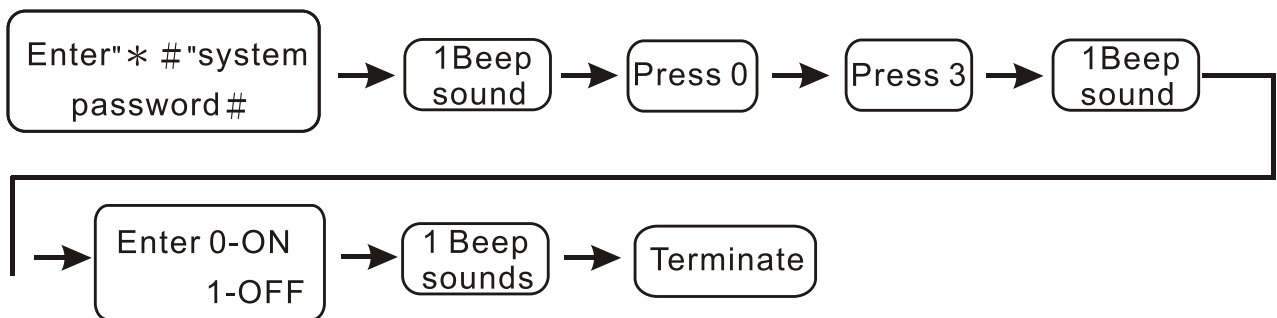 Enter"* #"system
password#
1Beep
sound
Press 0
Press 3
1Beep
sound
Enter 0-ON
1-OFF
1 Beep
sounds
Terminate